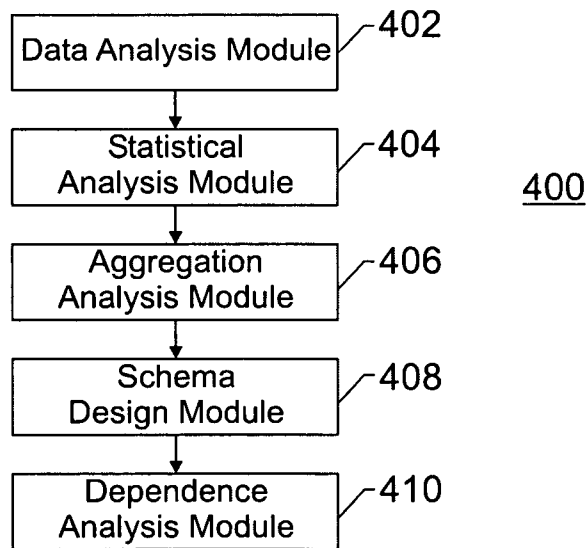 Data Analysis Module
402
Statistical
Analysis Module
404
400
Aggregation
Analysis Module
406
Schema
Design Module
408
Dependence
Analysis Module
410